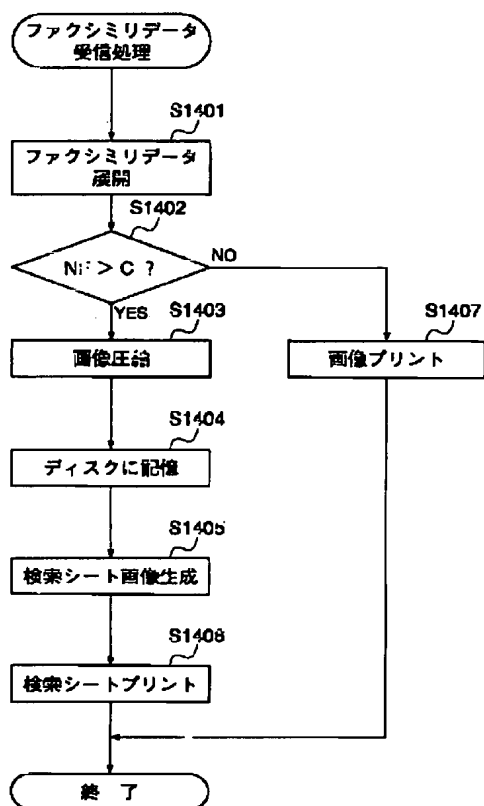 ファクシミリデータ
受信処理
S1401
ファクシミリデータ
展開
S1402
> C ?
NO
YES
S1403
S1407
画像圧縮
画像プリント
S1404
ディスクに記憶
S1405
検索シート画像生成
S1406
検索シートプリント
終 了